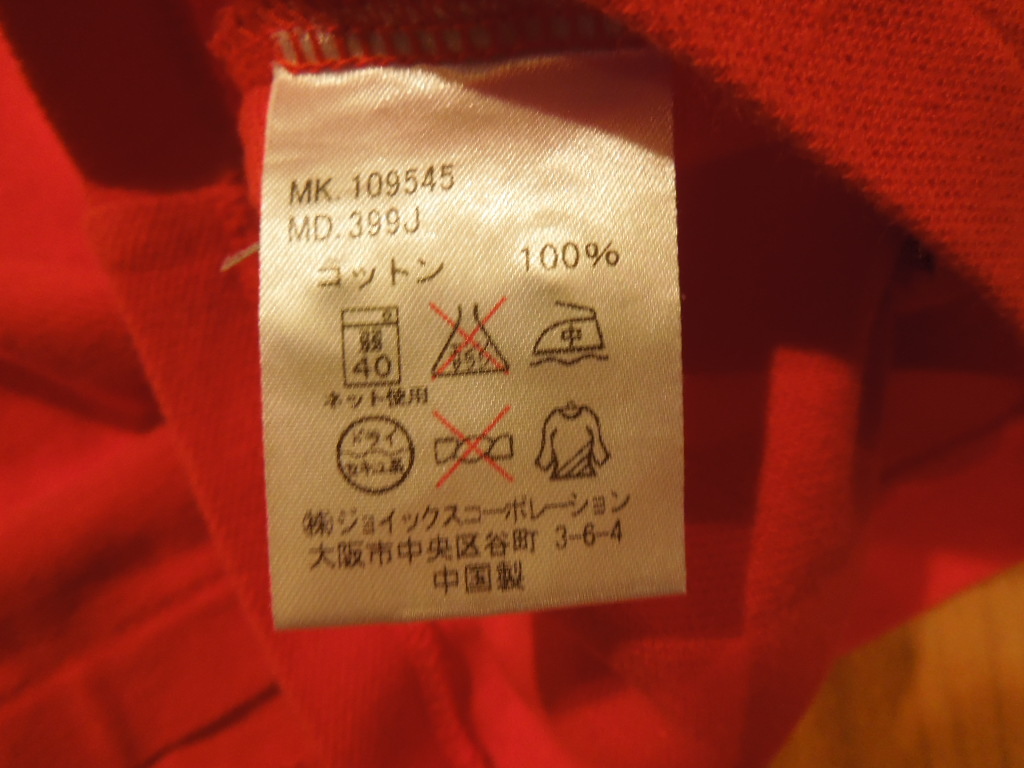 MK. 109545
MD. 399J
コットン 100%
弱 40 中
ネット使用
ドライ
セキユ系
㈱ジョイックスコーポレーション
大阪市中央区谷町 3-6-4
中国製